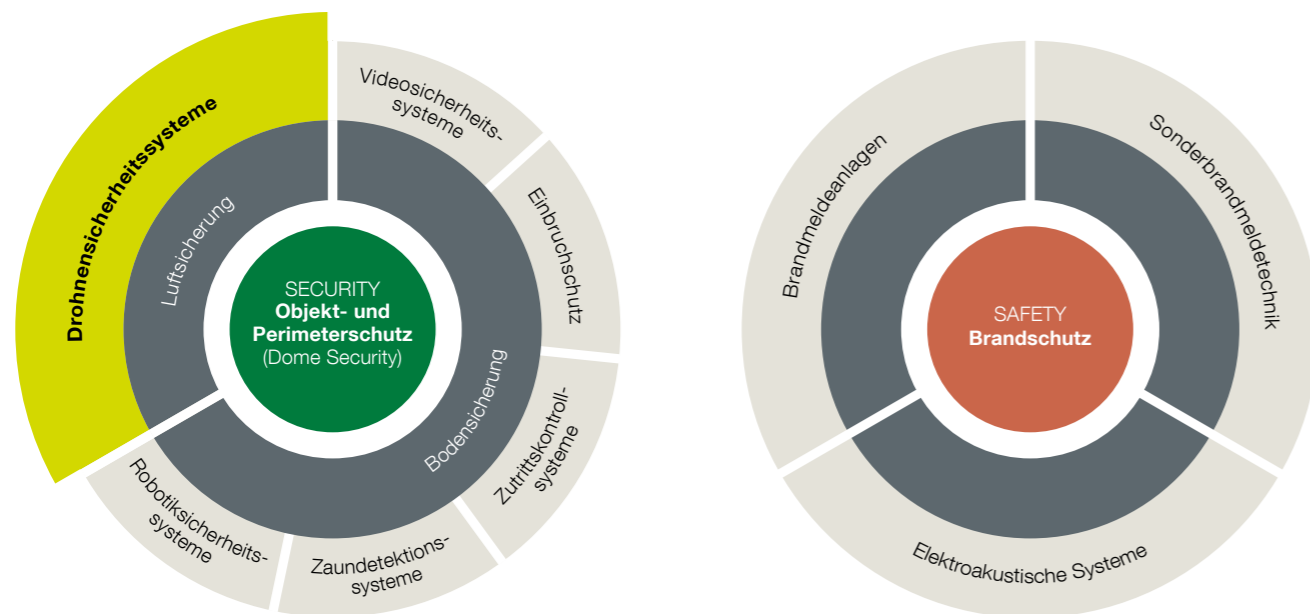 Drohnensicherheitssysteme
Luftsicherung
SECURITY
Objekt- und
Perimeterschutz
(Dome Security)
Videosicherheits-
systeme
Einbruchschutz
Zutrittskontroll-
systeme
Bodensicherung
Zaundetektions-
systeme
Robotiksicherheits-
systeme
Brandmeldeanlagen
Sonderbrandmeldetechnik
SAFETY
Brandschutz
Elektroakustische Systeme